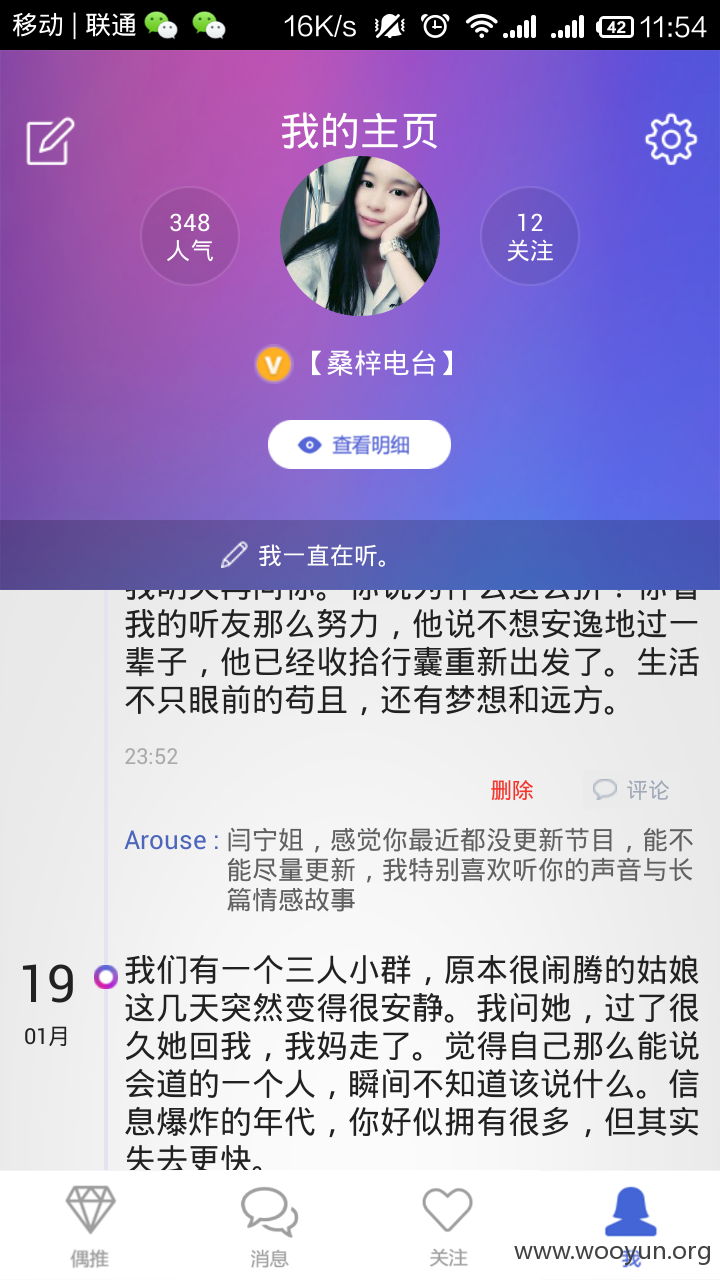 移动 | 联通 16K/s 42 11:54
我的主页
348
人气
12
关注
V 【桑梓电台】
查看明细
我一直在听。
我的听友那么努力，他说不想安逸地过一
辈子，他已经收拾行囊重新出发了。生活
不只眼前的苟且，还有梦想和远方。
23:52
删除 评论
Arooze : 闫宁姐，感觉你最近都没更新节目，能不
能尽量更新，我特别喜欢听你的声音与长
篇情感故事
19 我们有一个三人小群，原本很闹腾的姑娘
这几天突然变得很安静。我问她，过了很
01月
久她回我，我妈走了。觉得自己那么能说
会道的一个人，瞬间不知道该说什么。信
息爆炸的年代，你好似拥有很多，但其实
失去更快。
偶推 消息 关注 我
www.wooyun.org